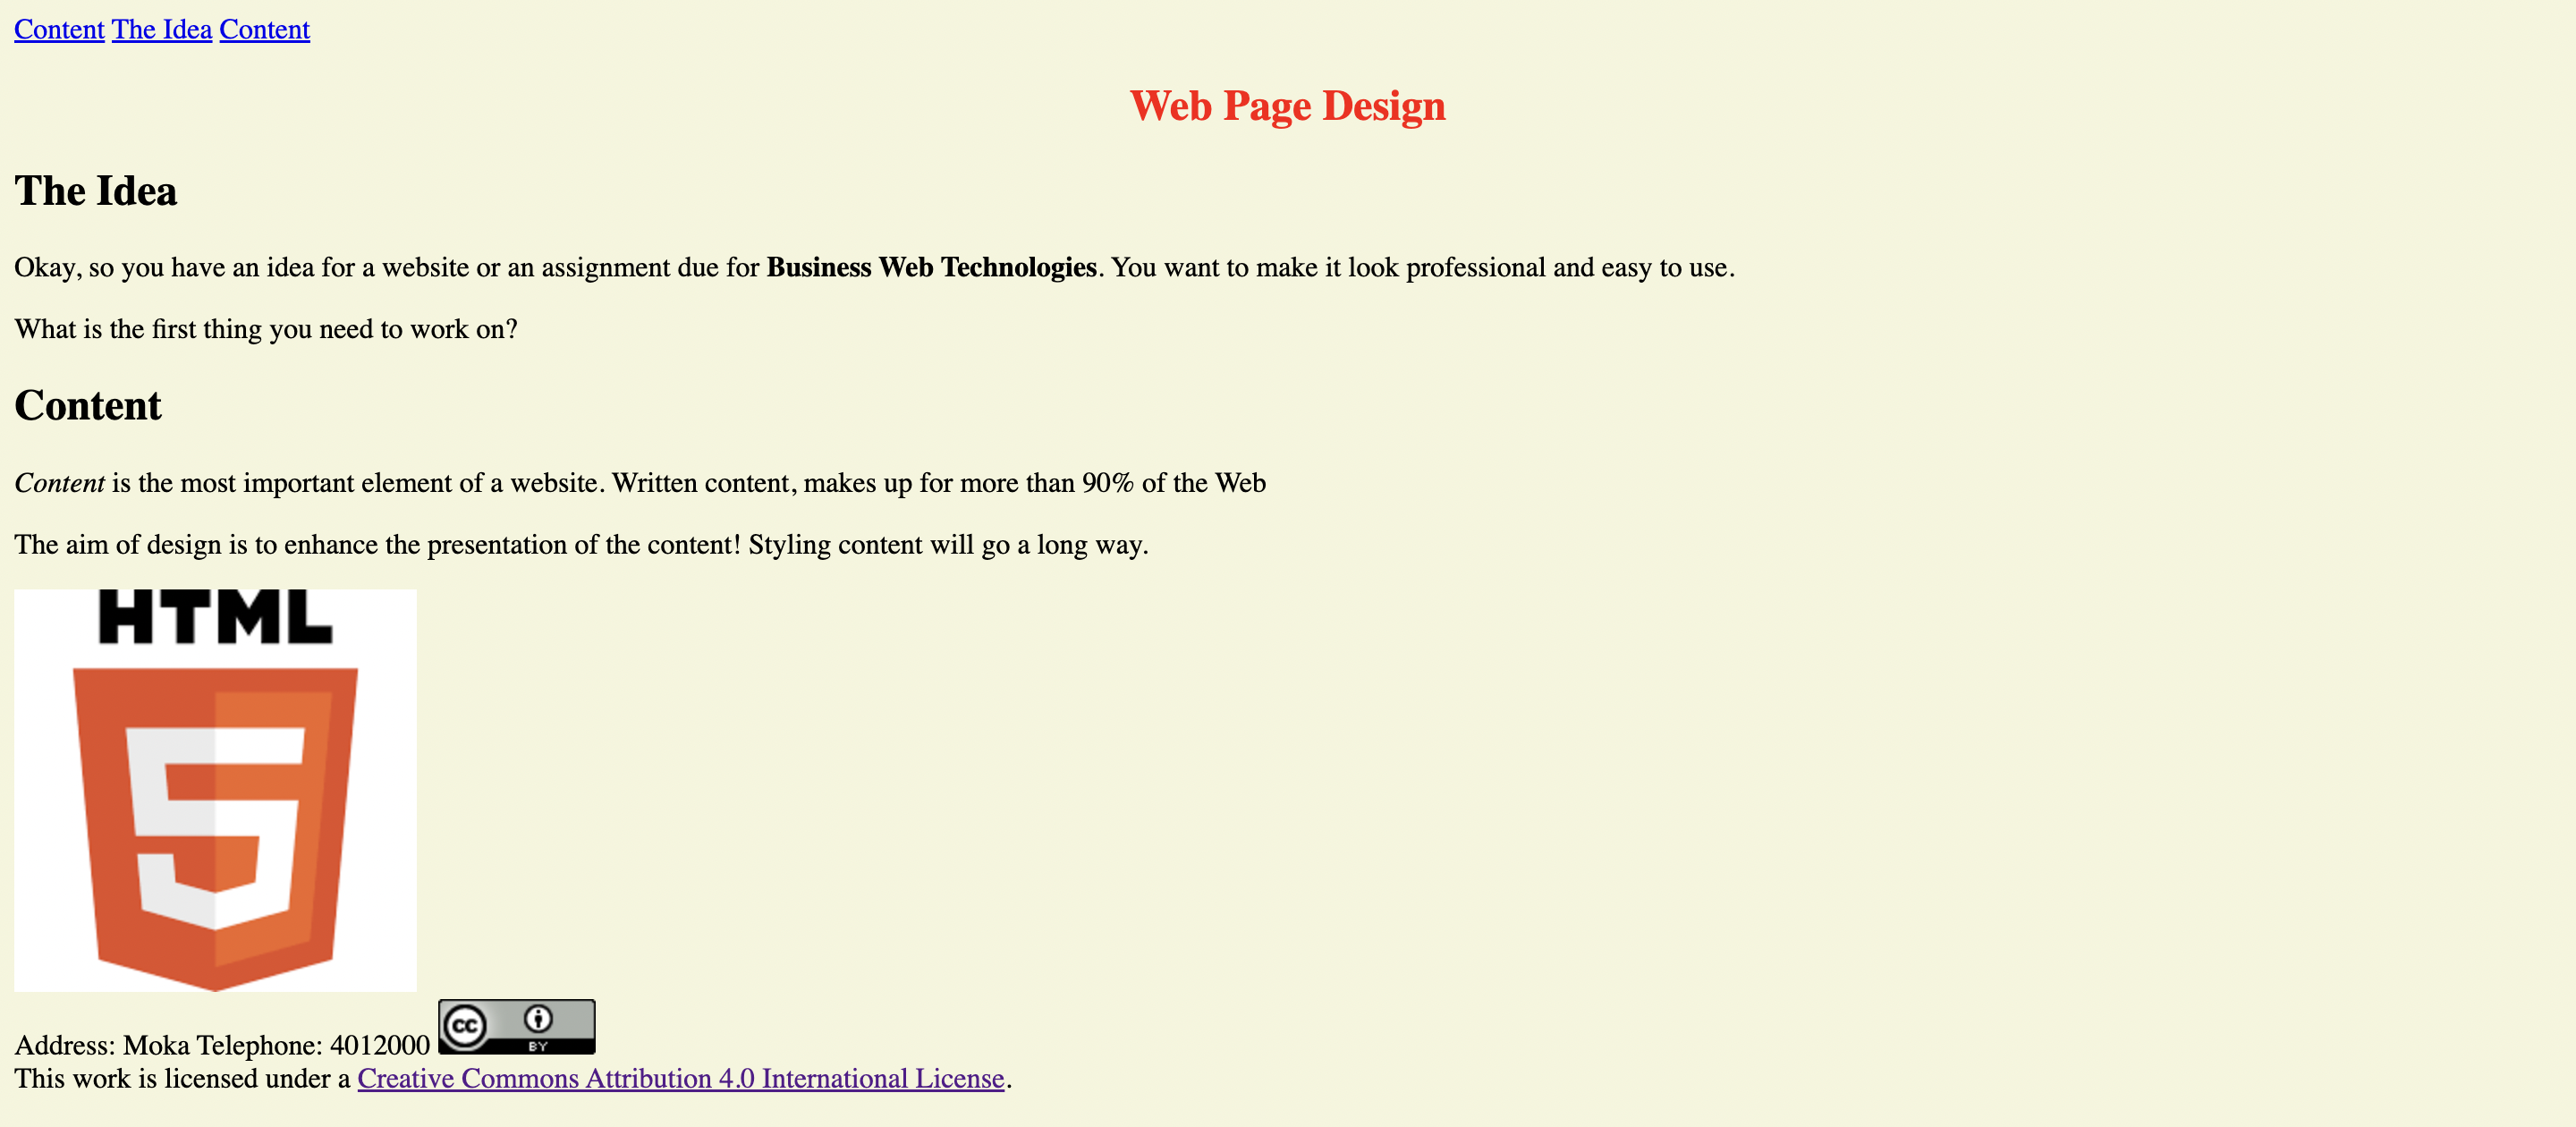 Content The Idea Content
Web Page Design
The Idea
Okay, so you have an idea for a website or an assignment due for Business Web Technologies. You want to make it look professional and easy to use.
What is the first thing you need to work on?
Content
Content is the most important element of a website. Written content, makes up for more than 90% of the Web
The aim of design is to enhance the presentation of the content! Styling content will go a long way.
HTML
5
Address: Moka Telephone: 4012000 cc BY
This work is licensed under a Creative Commons Attribution 4.0 International License.